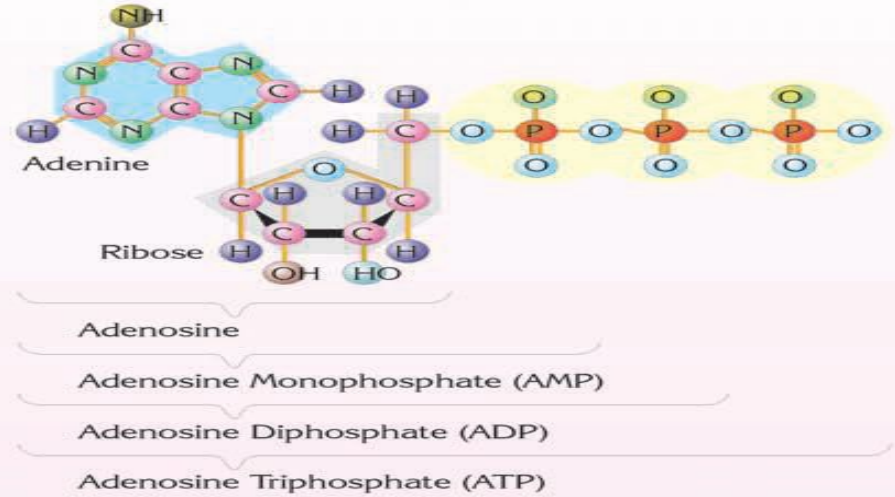 NH
C
N C N
C H H
C C N
H N H C O P O P O P O
O O O
O O O
Adenine
O
C H H C
Ribose H C C H
OH HO
Adenosine
Adenosine Monophosphate (AMP)
Adenosine Diphosphate (ADP)
Adenosine Triphosphate (ATP)